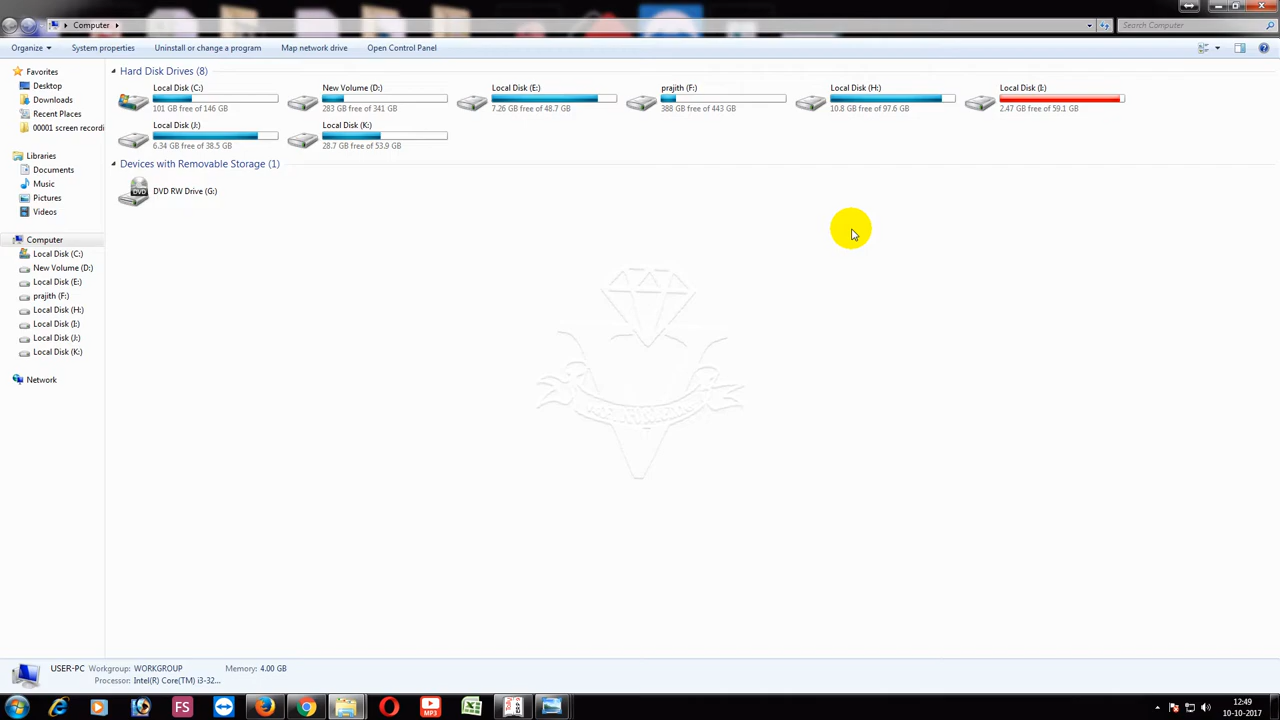 Computer
Search Computer
Organize
System properties
Uninstall or change a program
Map network drive
Open Control Panel
Favorites
Desktop
Downloads
Recent Places
00001 screen recordi
Libraries
Documents
Music
Pictures
Videos
Computer
Local Disk (C:)
New Volume (D:)
Local Disk (E:)
prajith (F:)
Local Disk (H:)
Local Disk (I:)
Local Disk (J:)
Local Disk (K:)
Network
Hard Disk Drives (8)
Local Disk (C:)
101 GB free of 146 GB
New Volume (D:)
283 GB free of 341 GB
Local Disk (E:)
7.26 GB free of 48.7 GB
prajith (F:)
388 GB free of 443 GB
Local Disk (H:)
10.8 GB free of 97.6 GB
Local Disk (I:)
2.47 GB free of 59.1 GB
Local Disk (J:)
6.34 GB free of 38.5 GB
Local Disk (K:)
28.7 GB free of 53.9 GB
Devices with Removable Storage (1)
DVD
DVD RW Drive (G:)
USER-PC
Workgroup: WORKGROUP
Memory: 4.00 GB
Processor: Intel(R) Core(TM) i3-32...
FS
MP3
12:49
10-10-2017